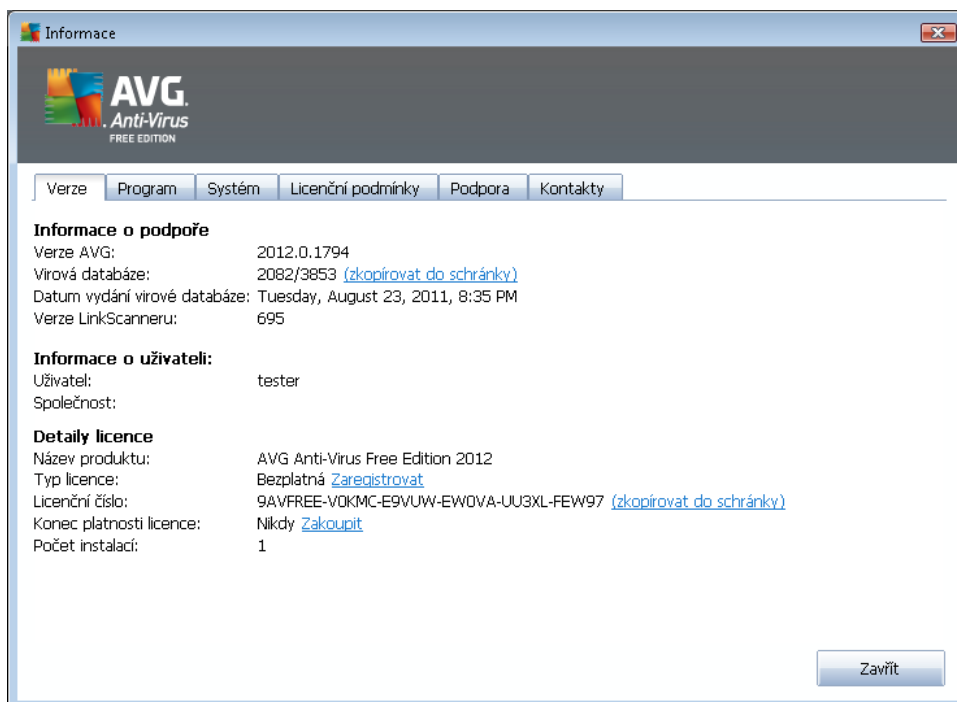 Informace
AVG.
Anti-Virus
FREE EDITION
Verze Program Systém Licenční podmínky Podpora Kontakty
Informace o podpoře
Verze AVG: 2012.0.1794
Virová databáze: 2082/3853 (zkopírovat do schránky)
Datum vydání virové databáze: Tuesday, August 23, 2011, 8:35 PM
Verze LinkScanneru: 695
Informace o uživateli:
Uživatel: tester
Společnost:
Detaily licence
Název produktu: AVG Anti-Virus Free Edition 2012
Typ licence: Bezplatná Zaregistrovat
Licenční číslo: 9AVFREE-V0KMC-E9VUW-EW0VA-UU3XL-FEW97 (zkopírovat do schránky)
Konec platnosti licence: Nikdy Zakoupit
Počet instalací: 1
Zavřít